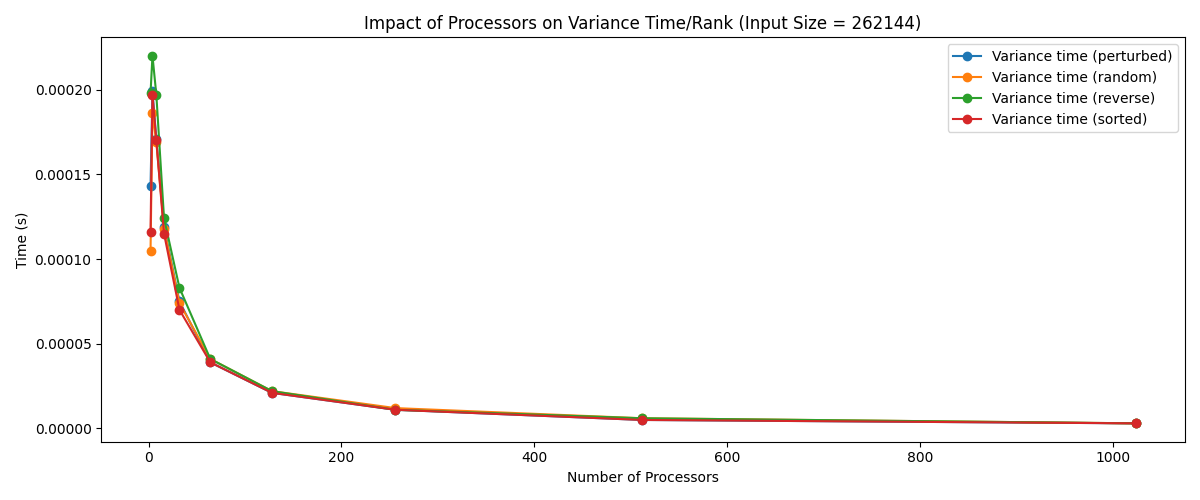 Impact of Processors on Variance Time/Rank (Input Size = 262144)
Variance time (perturbed)
Variance time (random)
Variance time (reverse)
Variance time (sorted)
Time (s)
0.00020
0.00015
0.00010
0.00005
0.00000
0 200 400 600 800 1000
Number of Processors